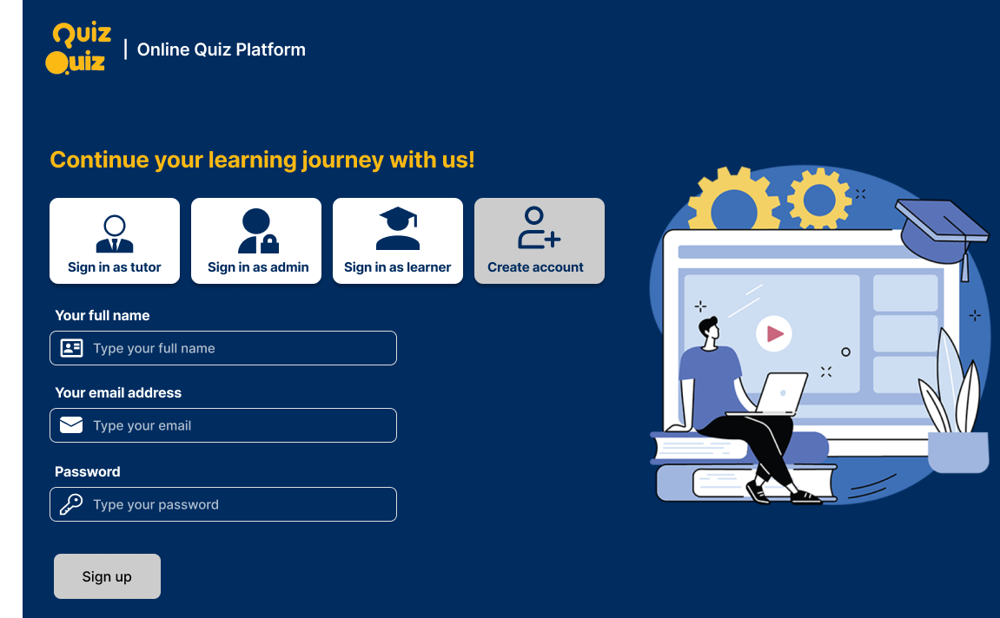 Quiz
Quiz
| Online Quiz Platform
Continue your learning journey with us!
Sign in as tutor
Sign in as admin
Sign in as learner
Create account
Your full name
Type your full name
Your email address
Type your email
Password
Type your password
Sign up